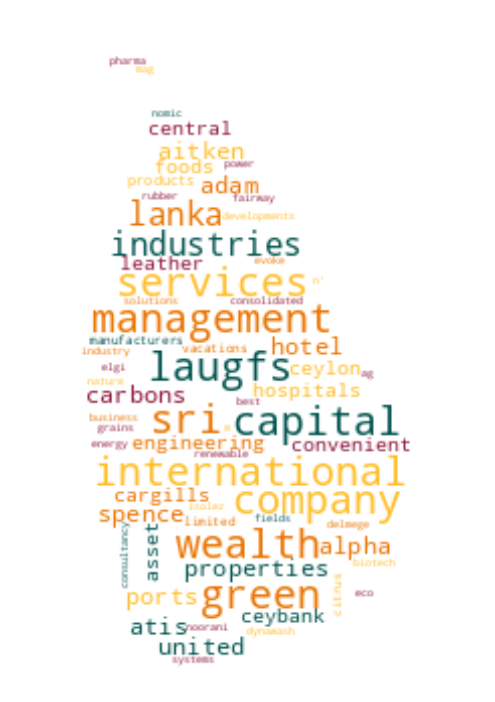 pharma
mag
nomic
central
aitken
foods power
products adam
rubber fairway
lanka developments
industries
leather evoke
services n'
solutions consolidated
management
manufacturers
industry vacations hotel
laugfs ceylon ag
elgi
nature hospitals
carbons best
business sri capital
grains
energy engineering convenient
renewable
international
cargills company
spence isolez
limited fields delmege
consultancy asset wealth alpha
properties biotech
ports green citrus eco
ceybank
atis noorani dynawash
united
systems